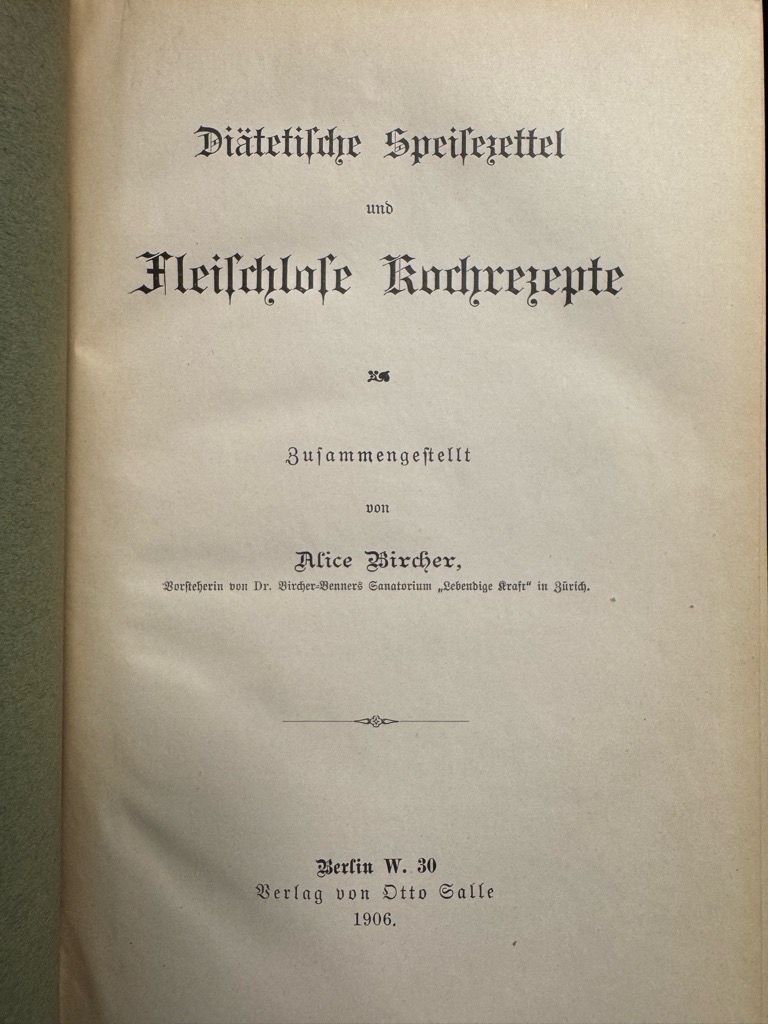 Diätetiſche Speiſezettel
und
Fleiſchloſe Kochrezepte
Zuſammengeſtellt
von
Alice Bircher,
Vorſteherin von Dr. Bircher-Benners Sanatorium „Lebendige Kraft“ in Zürich.
Berlin W. 30
Verlag von Otto Salle
1906.